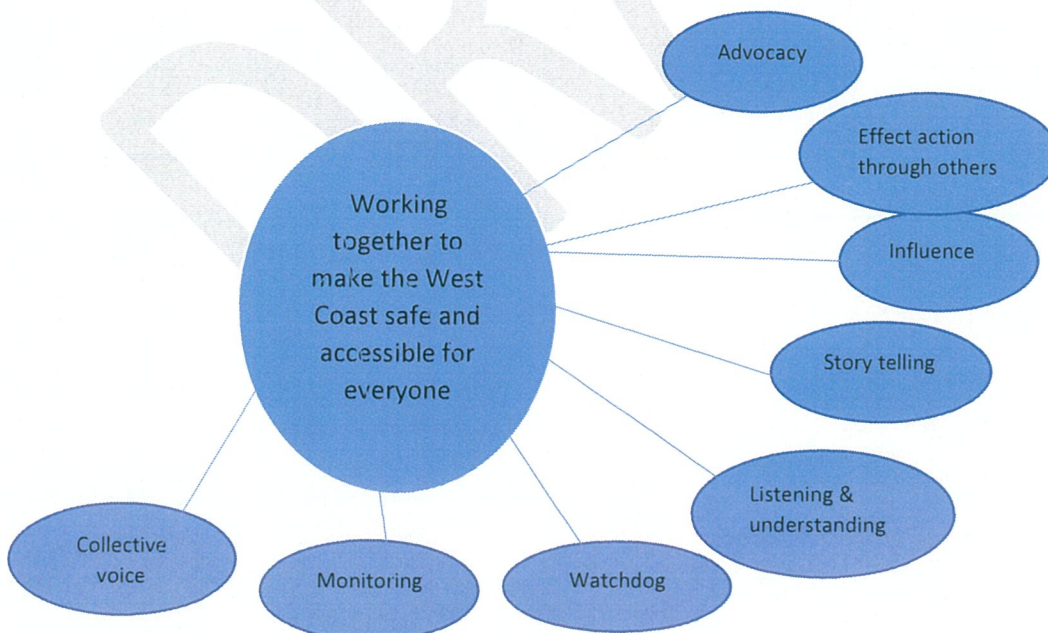 Advocacy
Effect action
through others
Working
together to
make the West
Coast safe and
accessible for
everyone
Influence
Story telling
Listening &
understanding
Collective
voice
Monitoring
Watchdog